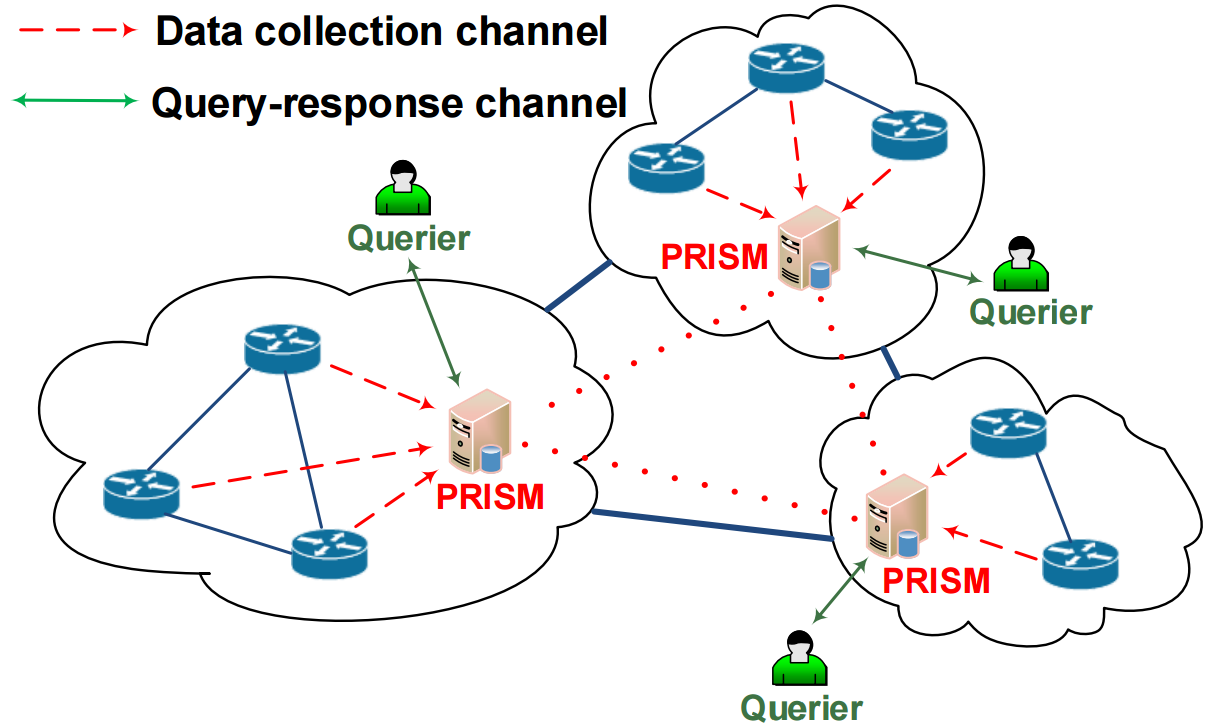 Data collection channel
Query-response channel
Querier
PRISM
Querier
PRISM
PRISM
Querier